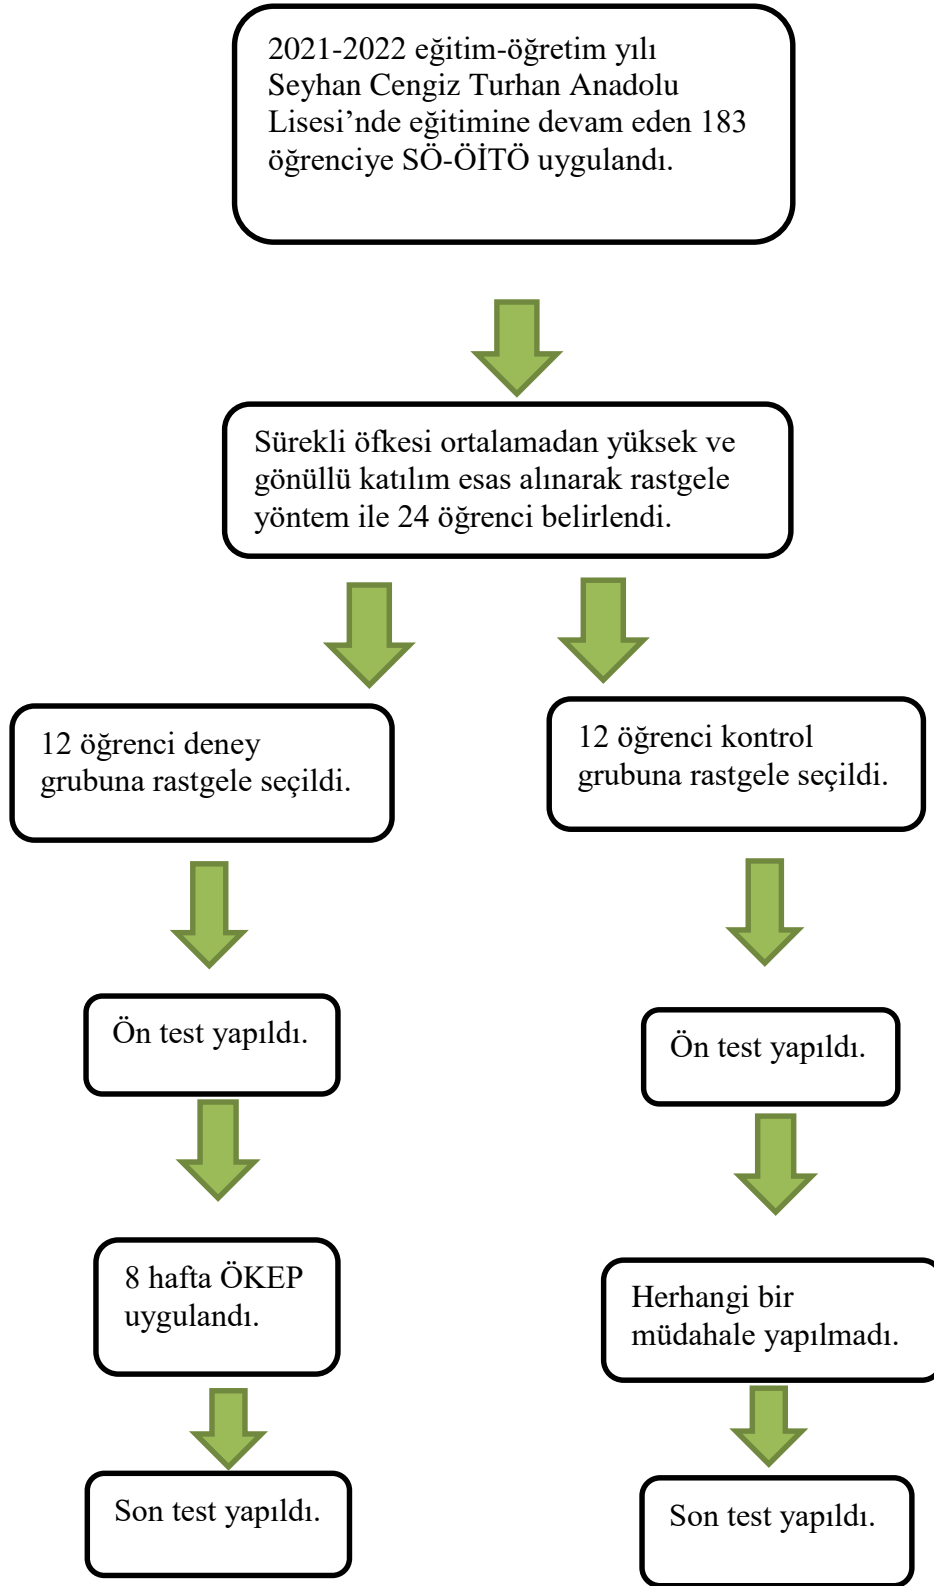 2021-2022 eğitim-öğretim yılı
Seyhan Cengiz Turhan Anadolu
Lisesi’nde eğitimine devam eden 183
öğrenciye SÖ-ÖİTÖ uygulandı.
Sürekli öfkesi ortalamadan yüksek ve
gönüllü katılım esas alınarak rastgele
yöntem ile 24 öğrenci belirlendi.
12 öğrenci deney
grubuna rastgele seçildi.
12 öğrenci kontrol
grubuna rastgele seçildi.
Ön test yapıldı.
Ön test yapıldı.
8 hafta ÖKEP
uygulandı.
Herhangi bir
müdahale yapılmadı.
Son test yapıldı.
Son test yapıldı.